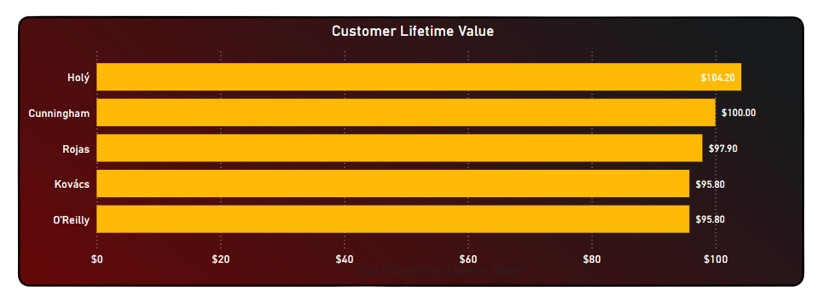 Customer Lifetime Value
Holý $104.20
Cunningham $100.00
Rojas $97.90
Kovács $95.80
O'Reilly $95.80
$0 $20 $40 $60 $80 $100